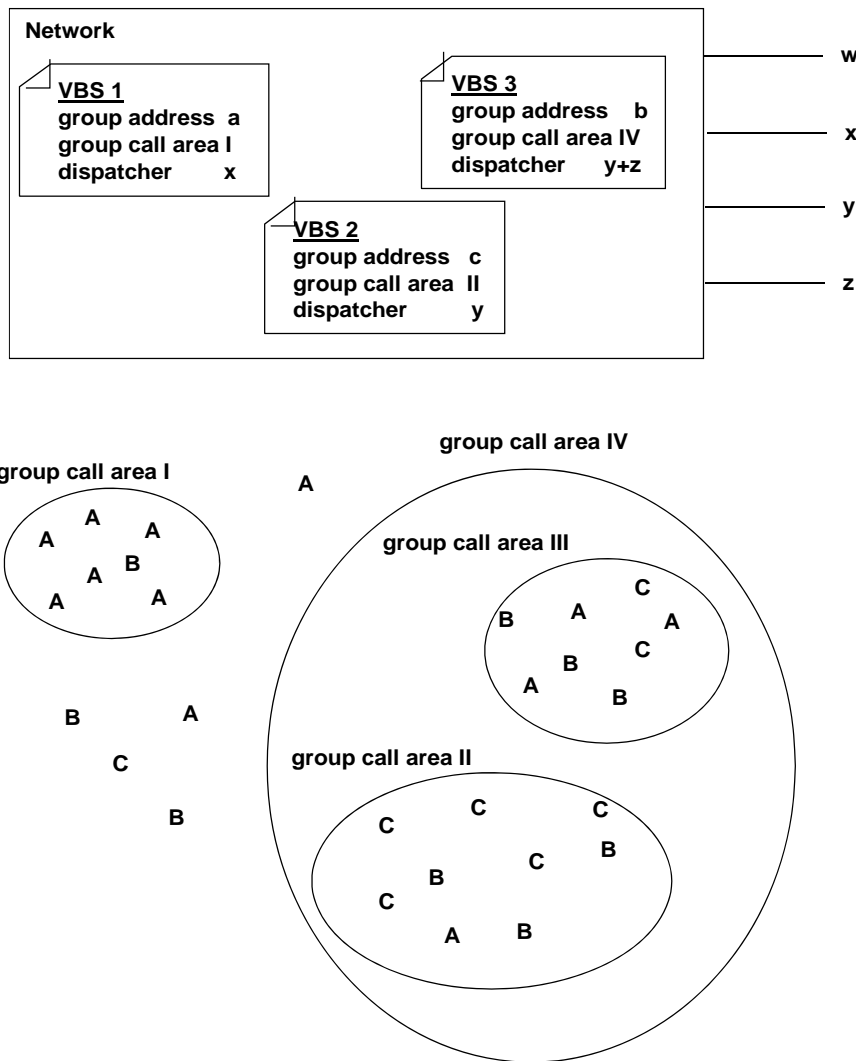 Network
w
VBS 1
group address a
group call area I
dispatcher x
VBS 3
group address b
group call area IV
dispatcher y+z
x
VBS 2
group address c
group call area II
dispatcher y
y
z
group call area IV
group call area I
A
A
A
A
A
B
A
A
group call area III
C
B
A
A
C
B
A
B
B
A
C
B
group call area II
C
C
C
B
C
B
C
A
B